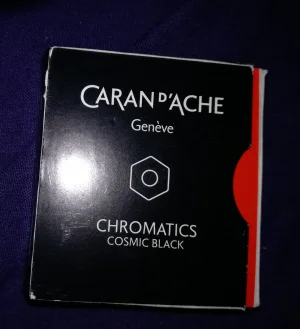 CARAN D'ACHE
Genève
CHROMATICS
COSMIC BLACK